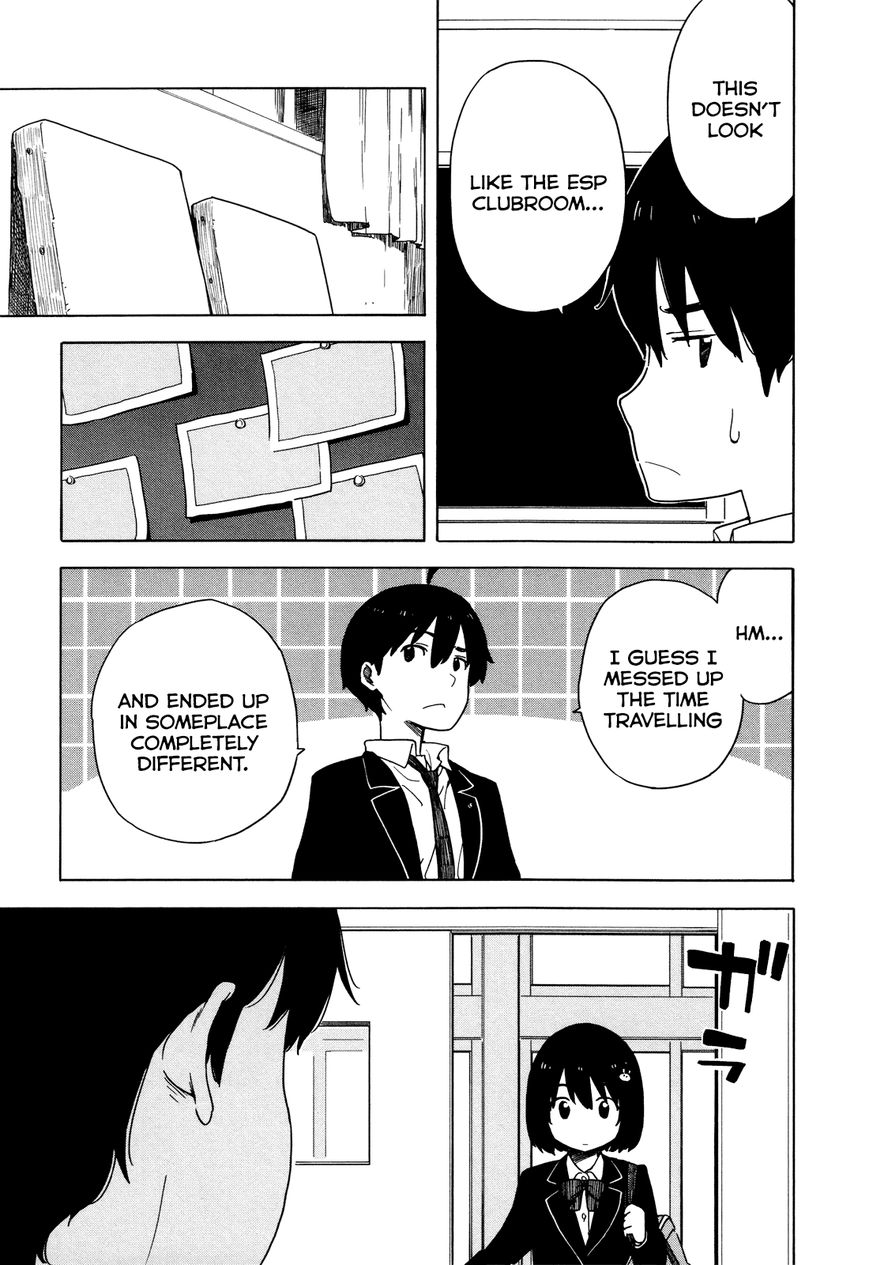 THIS
DOESN'T
LOOK
LIKE THE ESP
CLUBROOM...
HM...
I GUESS I
MESSED UP
THE TIME
TRAVELLING
AND ENDED UP
IN SOMEPLACE
COMPLETELY
DIFFERENT.
ガラ